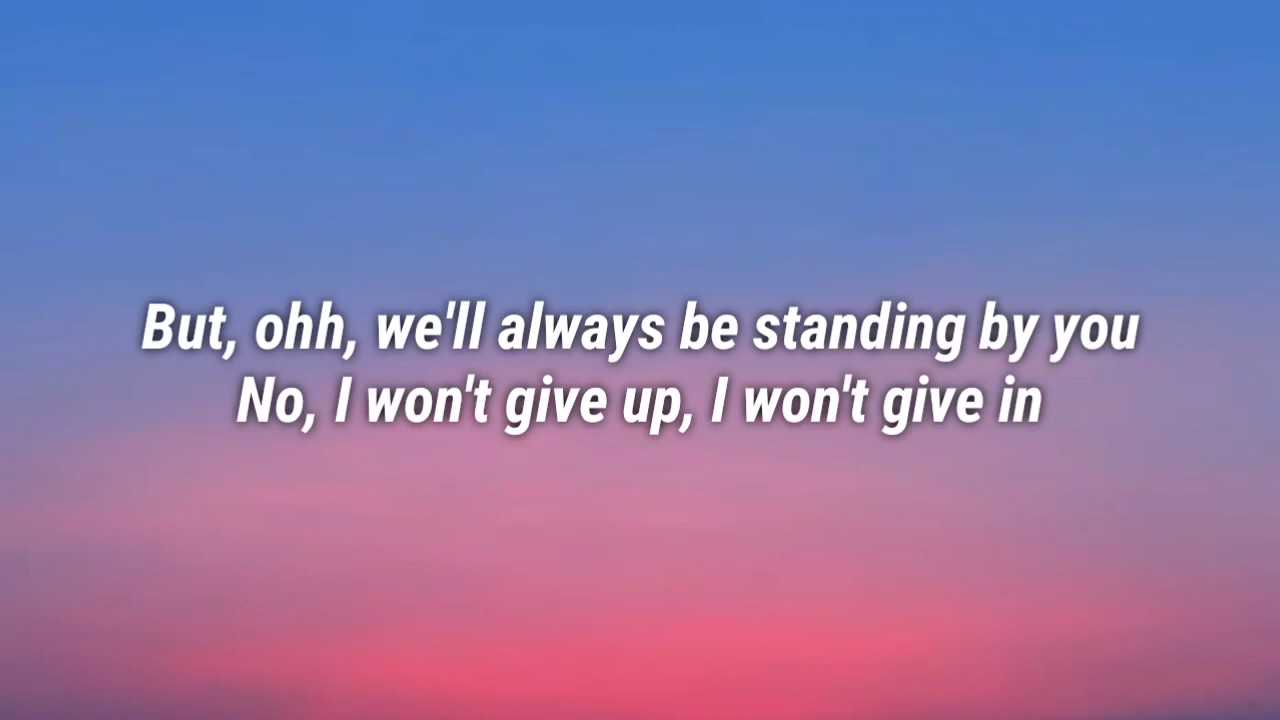 But, ohh, we'll always be standing by you
No, I won't give up, I won't give in